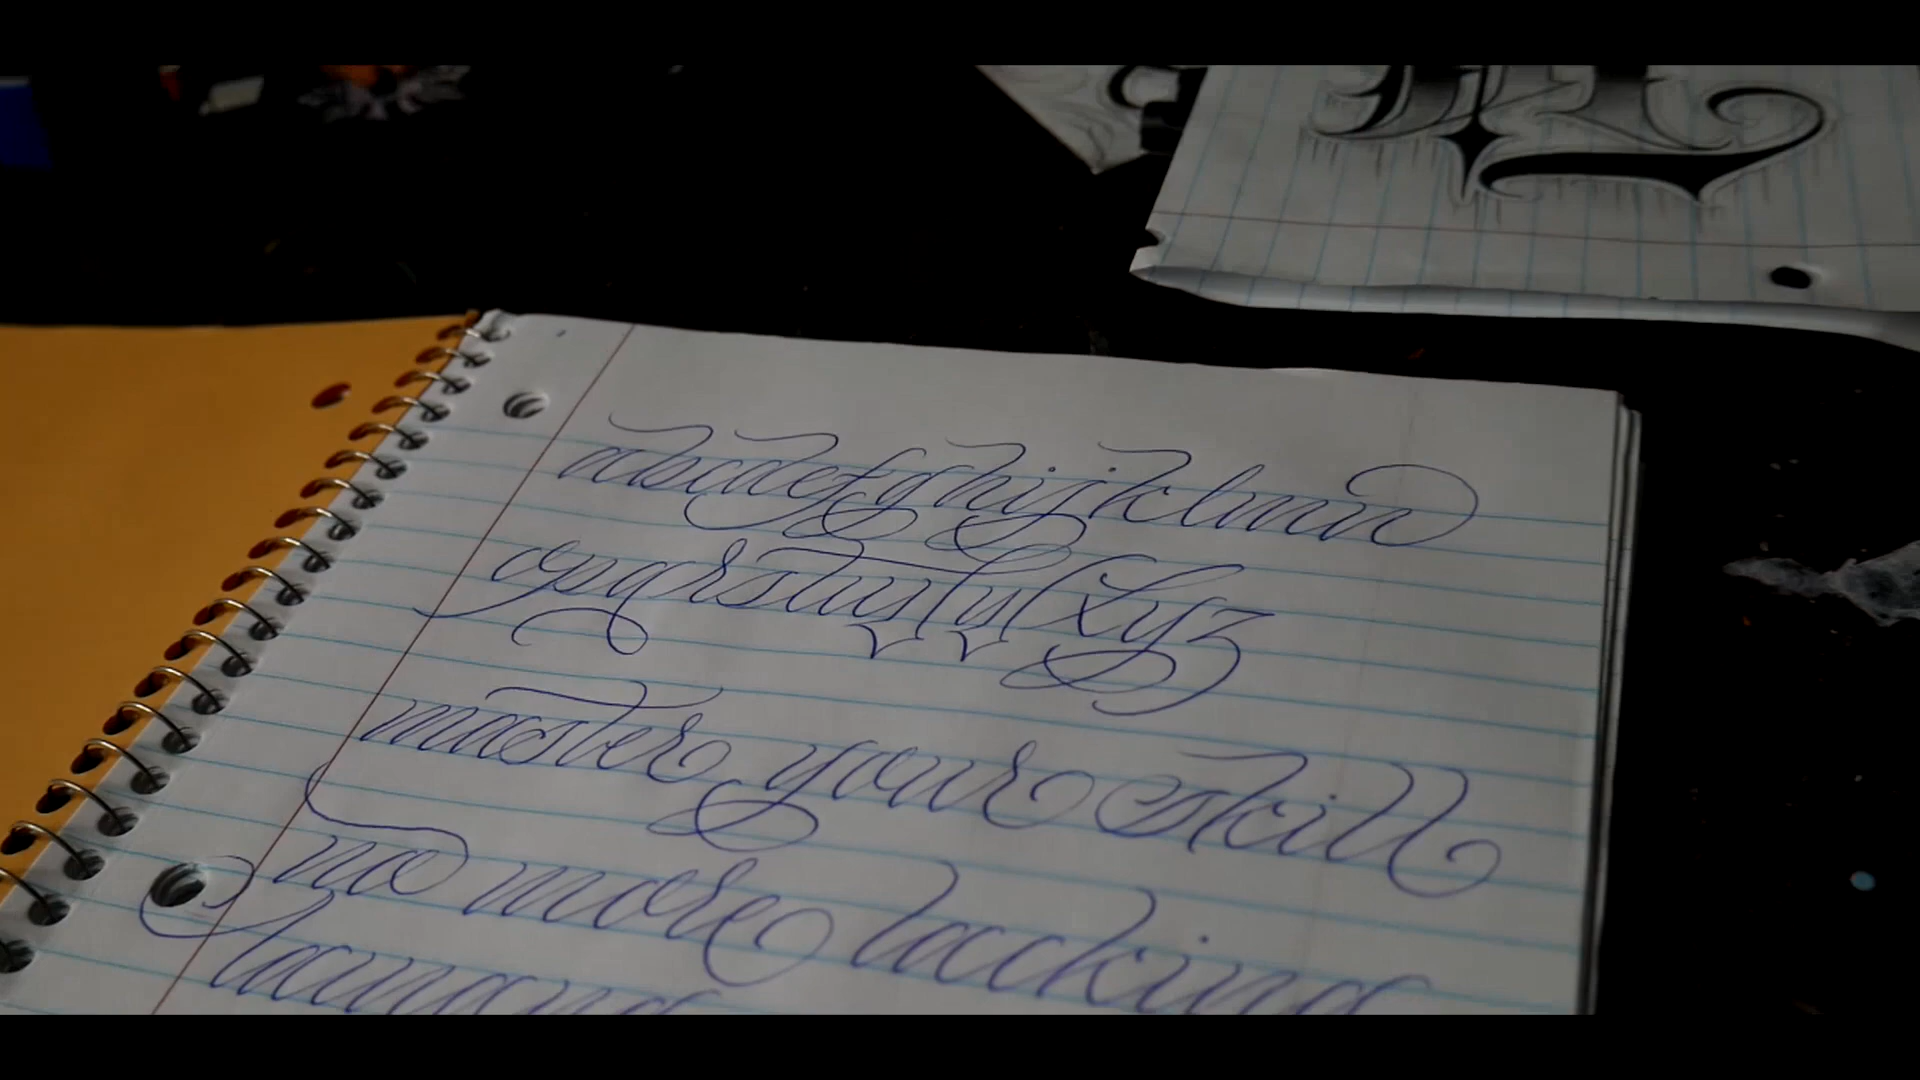 abcdefghijklmn
opqrstuvwxyz
master your skill
no more lacking